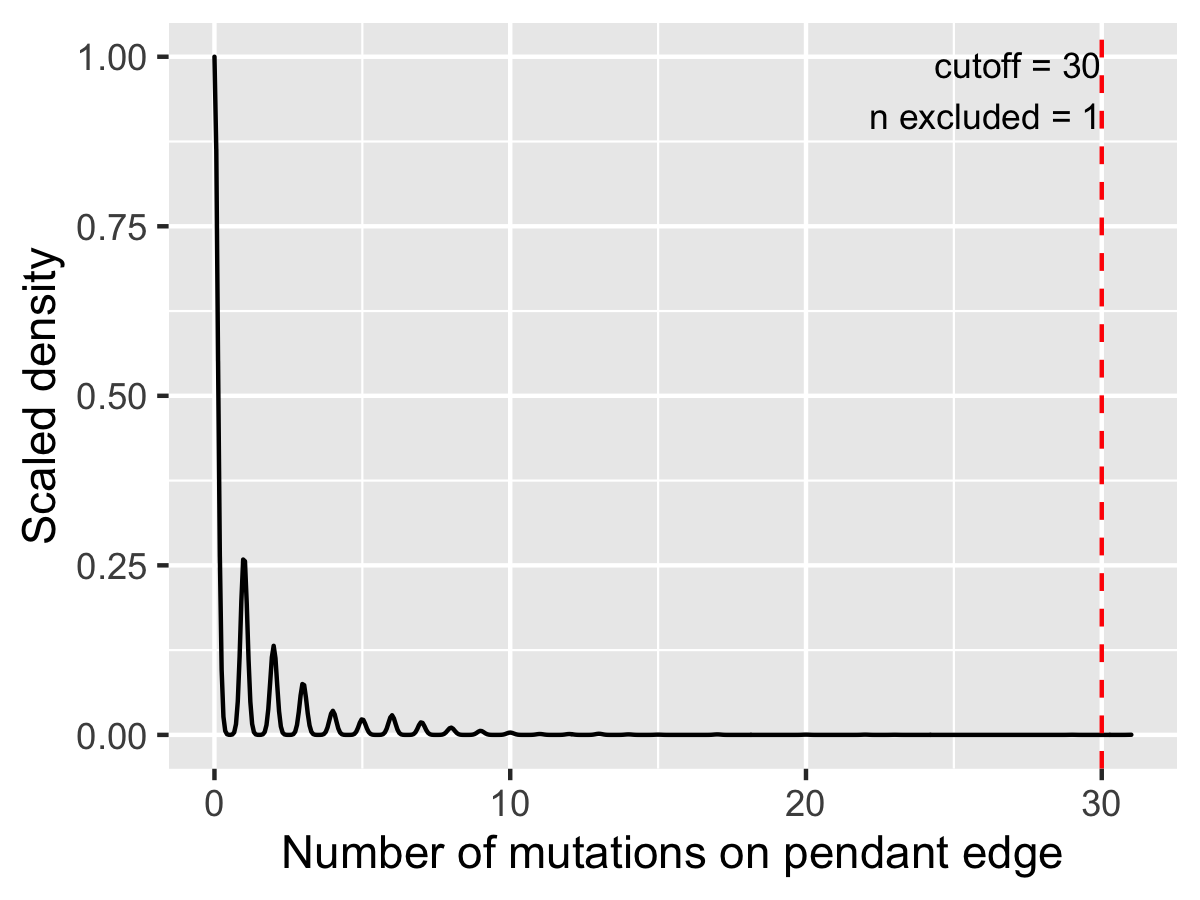 cutoff = 30
n excluded = 1
1.00
0.75
0.50
0.25
0.00
Scaled density
0 10 20 30
Number of mutations on pendant edge